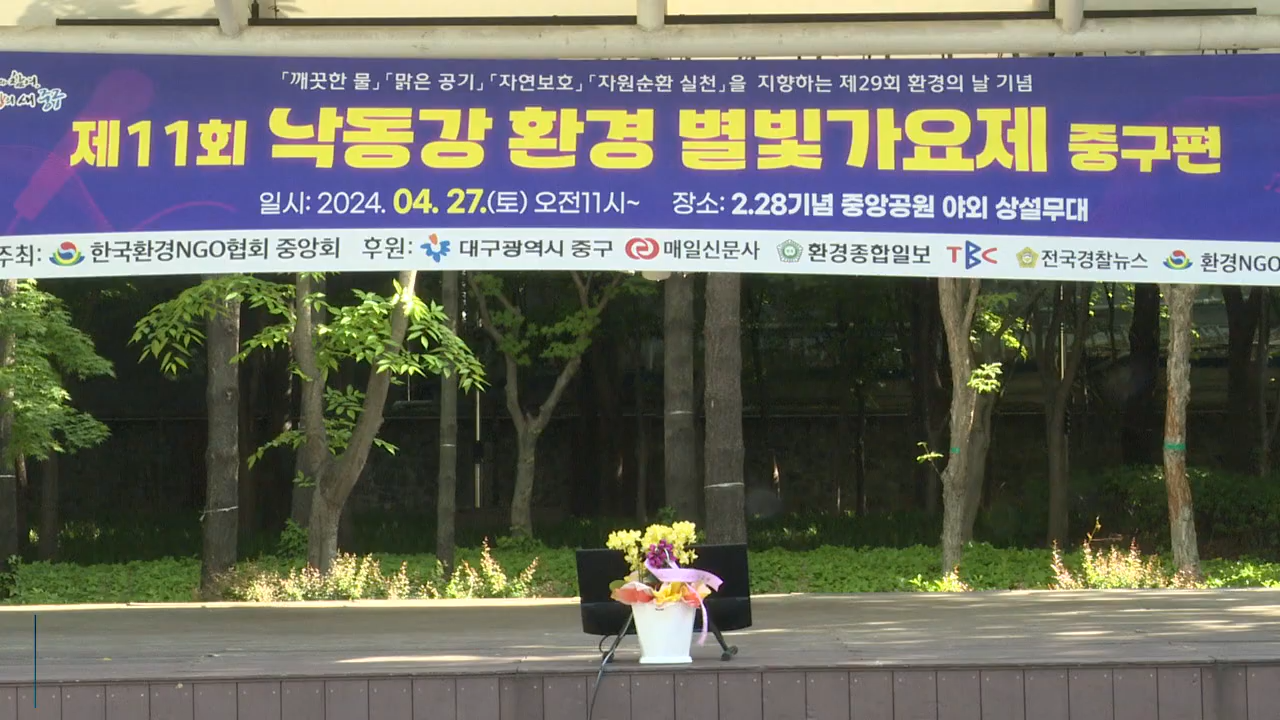 「깨끗한 물」「맑은 공기」「자연보호」「자원순환 실천」을 지향하는 제29회 환경의 날 기념
제11회 낙동강 환경 별빛가요제 중구편
일시: 2024. 04. 27.(토) 오전11시~ 장소: 2.28기념 중앙공원 야외 상설무대
주최: 한국환경NGO협회 중앙회 후원: 대구광역시 중구 매일신문사 환경종합일보 TBC 전국경찰뉴스 환경NGO